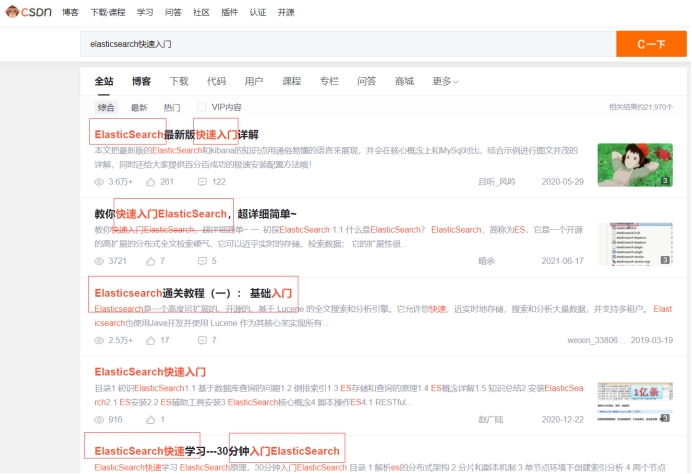 CSDN 博客 下载·课程 学习 问答 社区 插件 认证 开源
elasticsearch快速入门 C一下
全站 博客 下载 代码 用户 课程 专栏 问答 商城 更多
综合 最新 热门 VIP内容 相关结果约21,970个
ElasticSearch最新版快速入门详解
本文把最新版的ElasticSearch和kibana的知识点用通俗易懂的语言来展现，并会在核心概念上和MySql对比，结合示例进行图文并茂的
详解，同时还给大家提供百分百成功的极速安装配置方法哦！
3.6万+ 261 122 且听_风吟 2020-05-29
3
教你快速入门ElasticSearch，超详细简单~
教你快速入门ElasticSearch，超详细简单~ 一. 初探ElasticSearch 1.1 什么是ElasticSearch？ ElasticSearch，简称为ES，它是一个开源
的高扩展的分布式全文检索硬气，它可以近乎实时的存储、检索数据； 它的扩展性很...
3721 7 5 暗余 2021-06-17
3
Elasticsearch通关教程（一）： 基础入门
Elasticsearch是一个高度可扩展的、开源的、基于 Lucene 的全文搜索和分析引擎。它允许您快速，近实时地存储，搜索和分析大量数据，并支持多租户。 Elast
icsearch也使用Java开发并使用 Lucene 作为其核心来实现所有...
2.5万+ 17 7 weixin_33806... 2019-03-19
ElasticSearch快速入门
目录1 初识ElasticSearch1.1 基于数据库查询的问题1.2 倒排索引1.3 ES存储和查询的原理1.4 ES概念详解1.5 知识总结2 安装ElasticSea
rch2.1 ES安装2.2 ES辅助工具安装3 ElasticSearch核心概念4 脚本操作ES4.1 RESTful...
916 1 赵广陆 2020-12-22
1亿条
3
ElasticSearch快速学习---30分钟入门ElasticSearch
ElasticSearch快速学习 ElasticSearch原理，30分钟入门ElasticSearch 目录 1 解析es的分布式架构 2 分片和副本机制 3 单节点环境下创建索引分析 4 两个节点